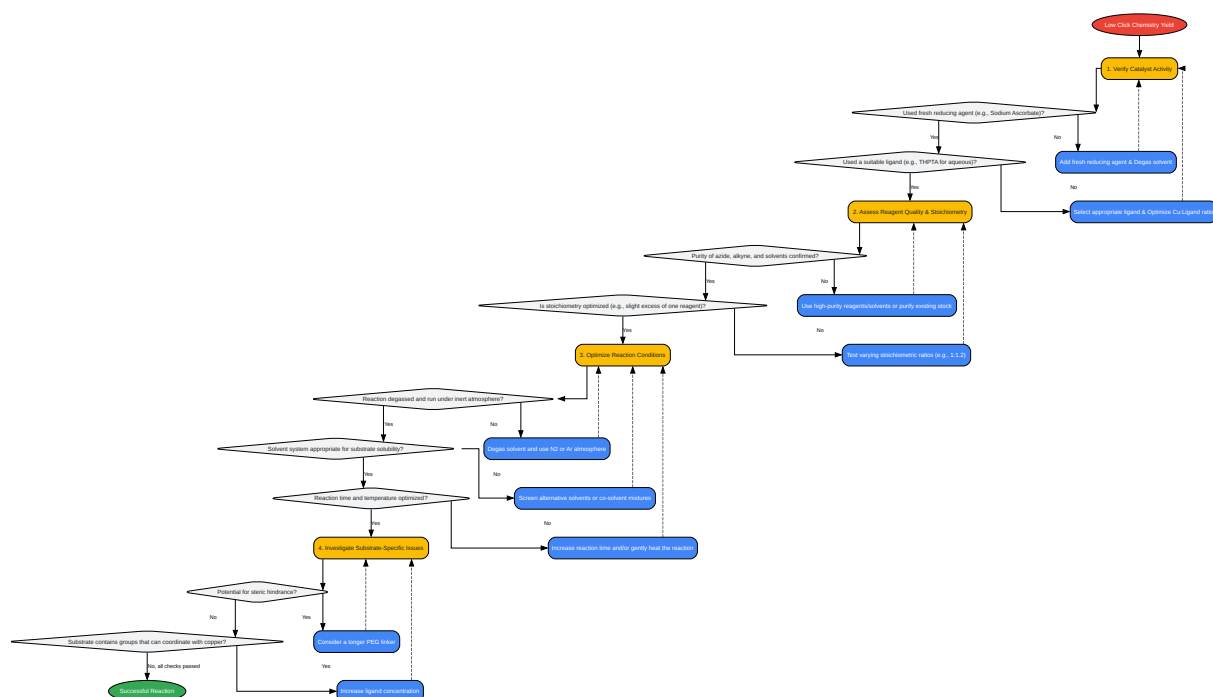 Low Click Chemistry Yield
1. Verify Catalyst Activity
Used fresh reducing agent (e.g., Sodium Ascorbate)?
Yes
No
Add fresh reducing agent & Degas solvent
Used a suitable ligand (e.g., THPTA for aqueous)?
Yes
No
Select appropriate ligand & Optimize Cu:Ligand ratio
2. Assess Reagent Quality & Stoichiometry
Purity of azide, alkyne, and solvents confirmed?
Yes
No
Use high-purity reagents/solvents or purify existing stock
Is stoichiometry optimized (e.g., slight excess of one reagent)?
Yes
No
Test varying stoichiometric ratios (e.g., 1:1.2)
3. Optimize Reaction Conditions
Reaction degassed and run under inert atmosphere?
Yes
No
Degas solvent and use N2 or Ar atmosphere
Solvent system appropriate for substrate solubility?
Yes
No
Screen alternative solvents or co-solvent mixtures
Reaction time and temperature optimized?
Yes
No
Increase reaction time and/or gently heat the reaction
4. Investigate Substrate-Specific Issues
Potential for steric hindrance?
No
Yes
Consider a longer PEG linker
Substrate contains groups that can coordinate with copper?
No, all checks passed
Yes
Increase ligand concentration
Successful Reaction